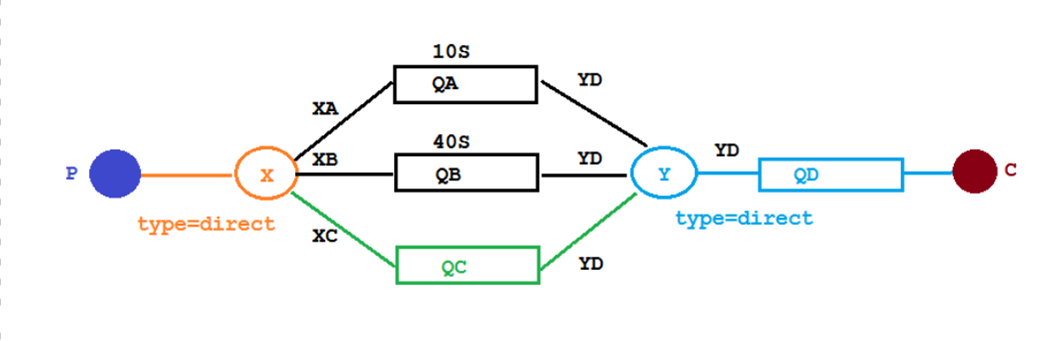 10S
QA
YD
XA
40S
XB
YD
YD
P
X
QB
Y
QD
C
type=direct
type=direct
XC
QC
YD